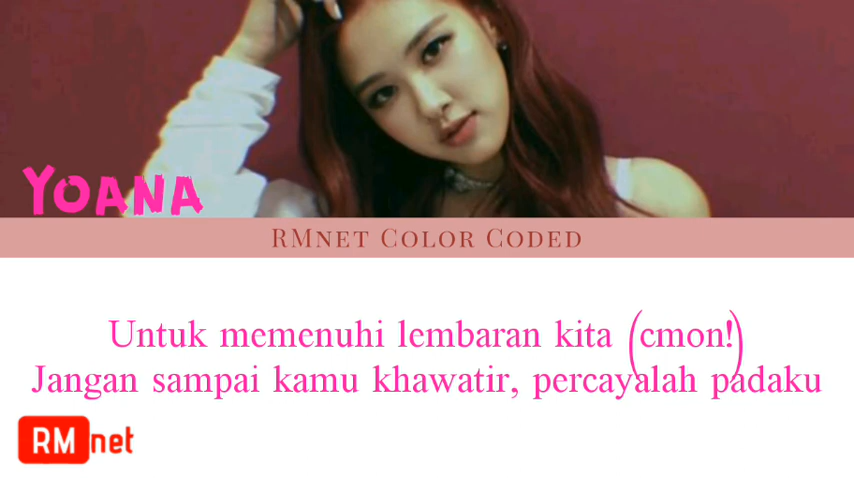 YOANA
RMNET COLOR CODED
Untuk memenuhi lembaran kita (cmon!)
Jangan sampai kamu khawatir, percayalah padaku
RMnet